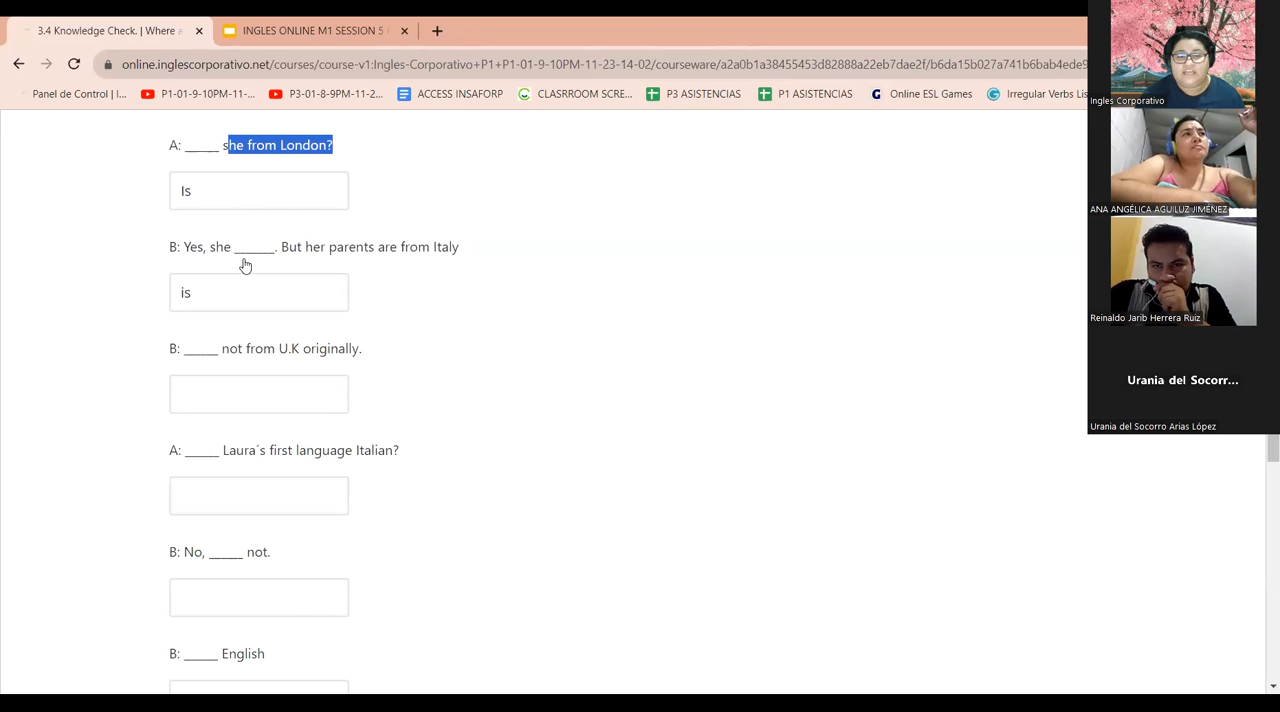 3.4 Knowledge Check. | Where a
INGLES ONLINE M1 SESSION 5
online.inglescorporativo.net/courses/course-v1:Ingles-Corporativo+P1+P1-01-9-10PM-11-23-14-02/courseware/a2a0b1a38455453d82888a22eb7dae2f/b6da15b027a741b6bab4ede9
Panel de Control | I...
P1-01-9-10PM-11-...
P3-01-8-9PM-11-2...
ACCESS INSAFORP
CLASRROOM SCRE...
P3 ASISTENCIAS
P1 ASISTENCIAS
Online ESL Games
Irregular Verbs Lis
A: _____ she from London?
Is
B: Yes, she ______. But her parents are from Italy
is
B: _____ not from U.K originally.
A: _____ Laura´s first language Italian?
B: No, _____ not.
B: _____ English
Ingles Corporativo
ANA ANGÉLICA AGUILUZ JIMÉNEZ
Reinaldo Jarib Herrera Ruiz
Urania del Socorr...
Urania del Socorro Arias López